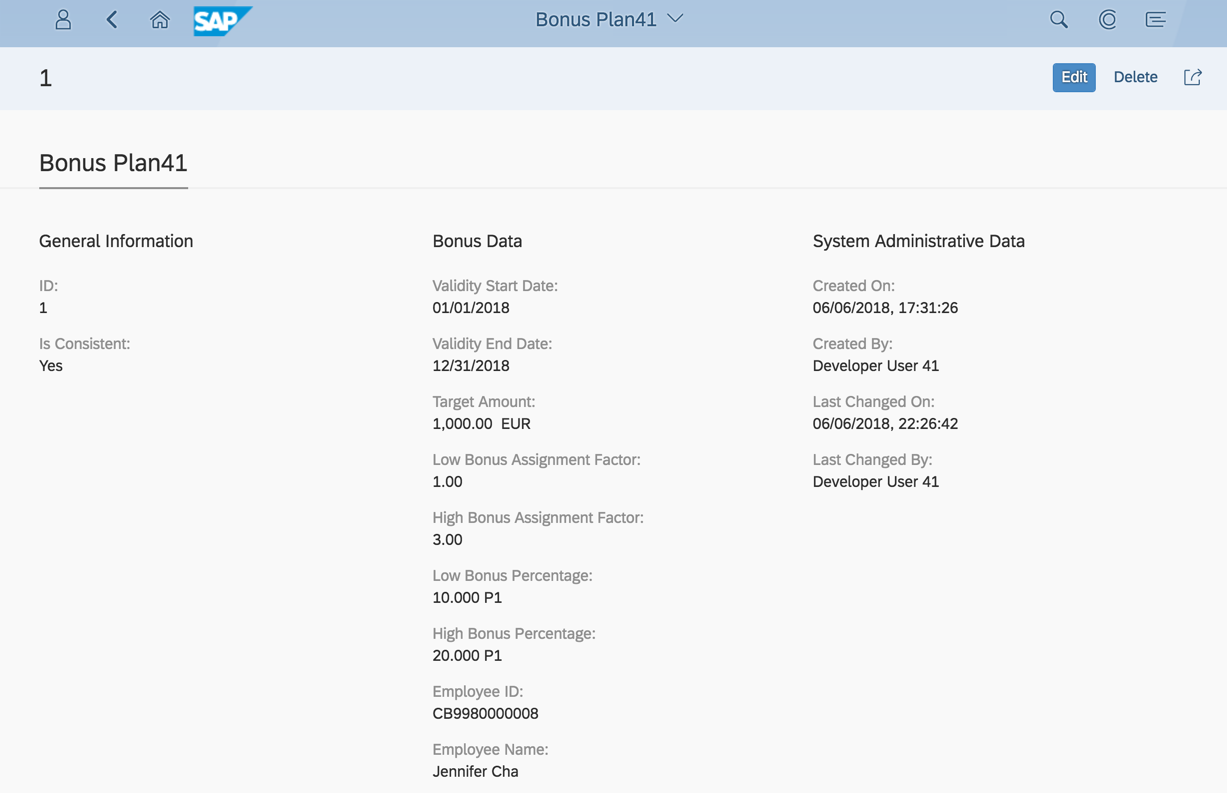 SAP
Bonus Plan41
1
Edit
Delete
Bonus Plan41
General Information
ID:
1
Is Consistent:
Yes
Bonus Data
Validity Start Date:
01/01/2018
Validity End Date:
12/31/2018
Target Amount:
1,000.00 EUR
Low Bonus Assignment Factor:
1.00
High Bonus Assignment Factor:
3.00
Low Bonus Percentage:
10.000 P1
High Bonus Percentage:
20.000 P1
Employee ID:
CB9980000008
Employee Name:
Jennifer Cha
System Administrative Data
Created On:
06/06/2018, 17:31:26
Created By:
Developer User 41
Last Changed On:
06/06/2018, 22:26:42
Last Changed By:
Developer User 41